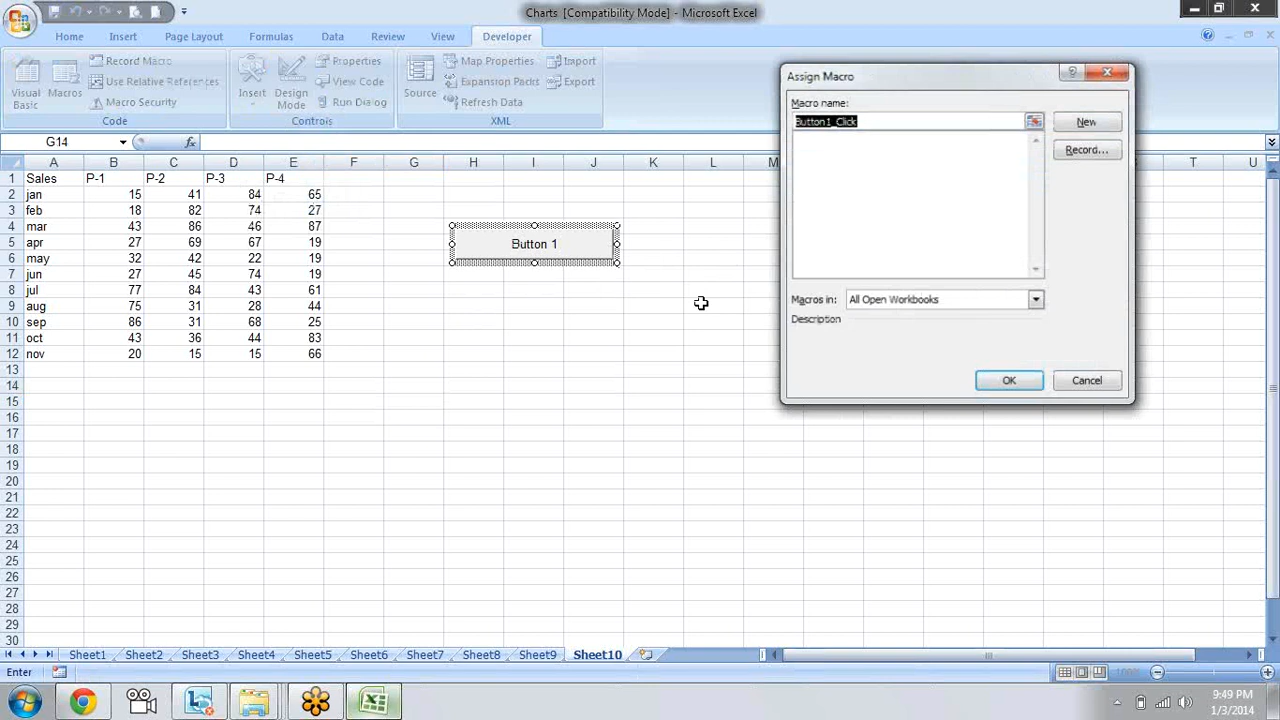 Charts [Compatibility Mode] - Microsoft Excel
Home Insert Page Layout Formulas Data Review View Developer
Visual Basic Macros Record Macro Use Relative References Macro Security Code
Insert Design Mode Properties View Code Run Dialog Controls
Source Map Properties Expansion Packs Refresh Data Import Export XML
G14 fx
A B C D E F G H I J K L M T U
1 Sales P-1 P-2 P-3 P-4
2 jan 15 41 84 65
3 feb 18 82 74 27
4 mar 43 86 46 87
5 apr 27 69 67 19
6 may 32 42 22 19
7 jun 27 45 74 19
8 jul 77 84 43 61
9 aug 75 31 28 44
10 sep 86 31 68 25
11 oct 43 36 44 83
12 nov 20 15 15 66
13
14
15
16
17
18
19
20
21
22
23
24
25
26
27
28
29
30
Button 1
Assign Macro
Macro name:
Button1_Click
New
Record...
Macros in: All Open Workbooks
Description
OK Cancel
Sheet1 Sheet2 Sheet3 Sheet4 Sheet5 Sheet6 Sheet7 Sheet8 Sheet9 Sheet10
Enter 100%
9:49 PM
1/3/2014